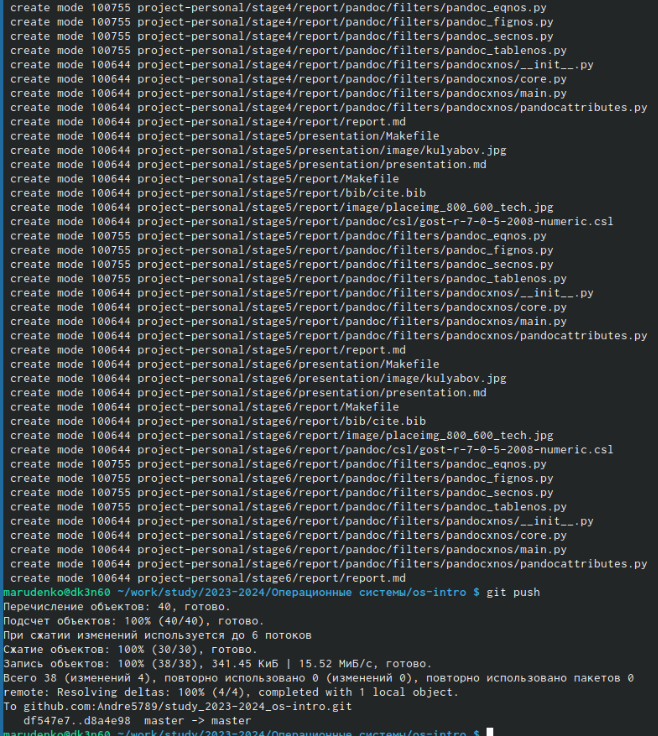 create mode 100755 project-personal/stage4/report/pandoc/filters/pandoc_eqnos.py
create mode 100755 project-personal/stage4/report/pandoc/filters/pandoc_fignos.py
create mode 100755 project-personal/stage4/report/pandoc/filters/pandoc_secnos.py
create mode 100755 project-personal/stage4/report/pandoc/filters/pandoc_tablenos.py
create mode 100644 project-personal/stage4/report/pandoc/filters/pandocxnos/__init__.py
create mode 100644 project-personal/stage4/report/pandoc/filters/pandocxnos/core.py
create mode 100644 project-personal/stage4/report/pandoc/filters/pandocxnos/main.py
create mode 100644 project-personal/stage4/report/pandoc/filters/pandocxnos/pandocattributes.py
create mode 100644 project-personal/stage4/report/report.md
create mode 100644 project-personal/stage5/presentation/Makefile
create mode 100644 project-personal/stage5/presentation/image/kulyabov.jpg
create mode 100644 project-personal/stage5/presentation/presentation.md
create mode 100644 project-personal/stage5/report/Makefile
create mode 100644 project-personal/stage5/report/bib/cite.bib
create mode 100644 project-personal/stage5/report/image/placeimg_800_600_tech.jpg
create mode 100644 project-personal/stage5/report/pandoc/csl/gost-r-7-0-5-2008-numeric.csl
create mode 100755 project-personal/stage5/report/pandoc/filters/pandoc_eqnos.py
create mode 100755 project-personal/stage5/report/pandoc/filters/pandoc_fignos.py
create mode 100755 project-personal/stage5/report/pandoc/filters/pandoc_secnos.py
create mode 100755 project-personal/stage5/report/pandoc/filters/pandoc_tablenos.py
create mode 100644 project-personal/stage5/report/pandoc/filters/pandocxnos/__init__.py
create mode 100644 project-personal/stage5/report/pandoc/filters/pandocxnos/core.py
create mode 100644 project-personal/stage5/report/pandoc/filters/pandocxnos/main.py
create mode 100644 project-personal/stage5/report/pandoc/filters/pandocxnos/pandocattributes.py
create mode 100644 project-personal/stage5/report/report.md
create mode 100644 project-personal/stage6/presentation/Makefile
create mode 100644 project-personal/stage6/presentation/image/kulyabov.jpg
create mode 100644 project-personal/stage6/presentation/presentation.md
create mode 100644 project-personal/stage6/report/Makefile
create mode 100644 project-personal/stage6/report/bib/cite.bib
create mode 100644 project-personal/stage6/report/image/placeimg_800_600_tech.jpg
create mode 100644 project-personal/stage6/report/pandoc/csl/gost-r-7-0-5-2008-numeric.csl
create mode 100755 project-personal/stage6/report/pandoc/filters/pandoc_eqnos.py
create mode 100755 project-personal/stage6/report/pandoc/filters/pandoc_fignos.py
create mode 100755 project-personal/stage6/report/pandoc/filters/pandoc_secnos.py
create mode 100755 project-personal/stage6/report/pandoc/filters/pandoc_tablenos.py
create mode 100644 project-personal/stage6/report/pandoc/filters/pandocxnos/__init__.py
create mode 100644 project-personal/stage6/report/pandoc/filters/pandocxnos/core.py
create mode 100644 project-personal/stage6/report/pandoc/filters/pandocxnos/main.py
create mode 100644 project-personal/stage6/report/pandoc/filters/pandocxnos/pandocattributes.py
create mode 100644 project-personal/stage6/report/report.md
marudenko@dk3n60 ~/work/study/2023-2024/Операционные системы/os-intro $ git push
Перечисление объектов: 40, готово.
Подсчет объектов: 100% (40/40), готово.
При сжатии изменений используется до 6 потоков
Сжатие объектов: 100% (30/30), готово.
Запись объектов: 100% (38/38), 341.45 КиБ | 15.52 МиБ/с, готово.
Всего 38 (изменений 4), повторно использовано 0 (изменений 0), повторно использовано пакетов 0
remote: Resolving deltas: 100% (4/4), completed with 1 local object.
To github.com:Andre5789/study_2023-2024_os-intro.git
df547e7..d8a4e98  master -> master
marudenko@dk3n60 ~/work/study/2023-2024/Операционные системы/os-intro $